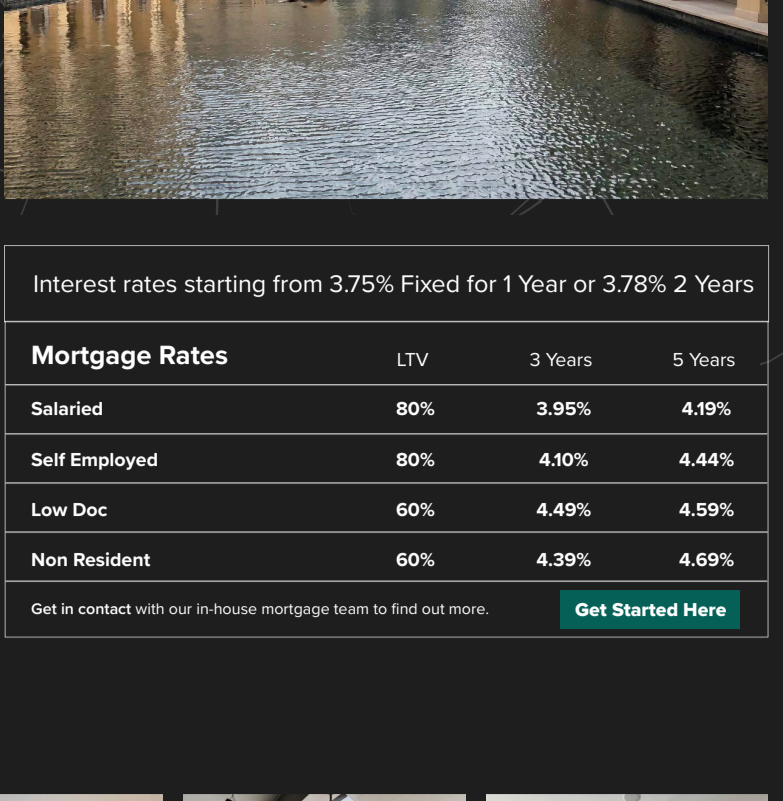 Interest rates starting from 3.75% Fixed for 1 Year or 3.78% 2 Years
Mortgage Rates LTV 3 Years 5 Years
Salaried 80% 3.95% 4.19%
Self Employed 80% 4.10% 4.44%
Low Doc 60% 4.49% 4.59%
Non Resident 60% 4.39% 4.69%
Get in contact with our in-house mortgage team to find out more. Get Started Here